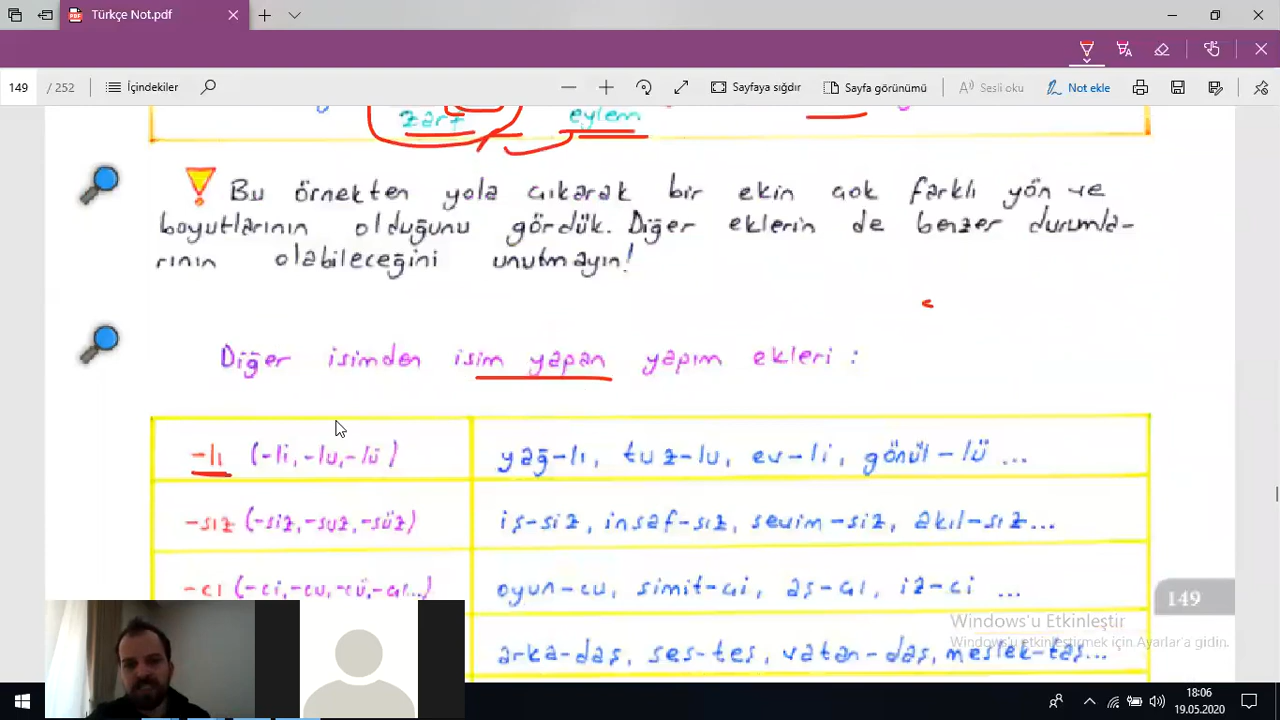 Türkçe Not.pdf
149 / 252 İçindekiler Sayfaya sığdır Sayfa görünümü Sesli oku Not ekle
zarf eylem
Bu örnekten yola çıkarak bir ekin çok farklı yön ve
boyutlarının olduğunu gördük. Diğer eklerin de benzer durumla-
rının olabileceğini unutmayın!
Diğer isimden isim yapan yapım ekleri :
-lı (-li, -lu, -lü) yağ-lı, tuz-lu, ev-li, gönül-lü ...
-sız (-siz, -suz, -süz) iş-siz, insaf-sız, sevim-siz, akıl-sız...
-cı (-ci, -cu, -cü, -çı...) oyun-cu, simit-çi, aş-çı, iz-ci ...
arka-daş, ses-teş, vatan-daş, meslek-taş...
149
Windows'u Etkinleştir
Windows'u etkinleştirmek için Ayarlar'a gidin.
18:06
19.05.2020